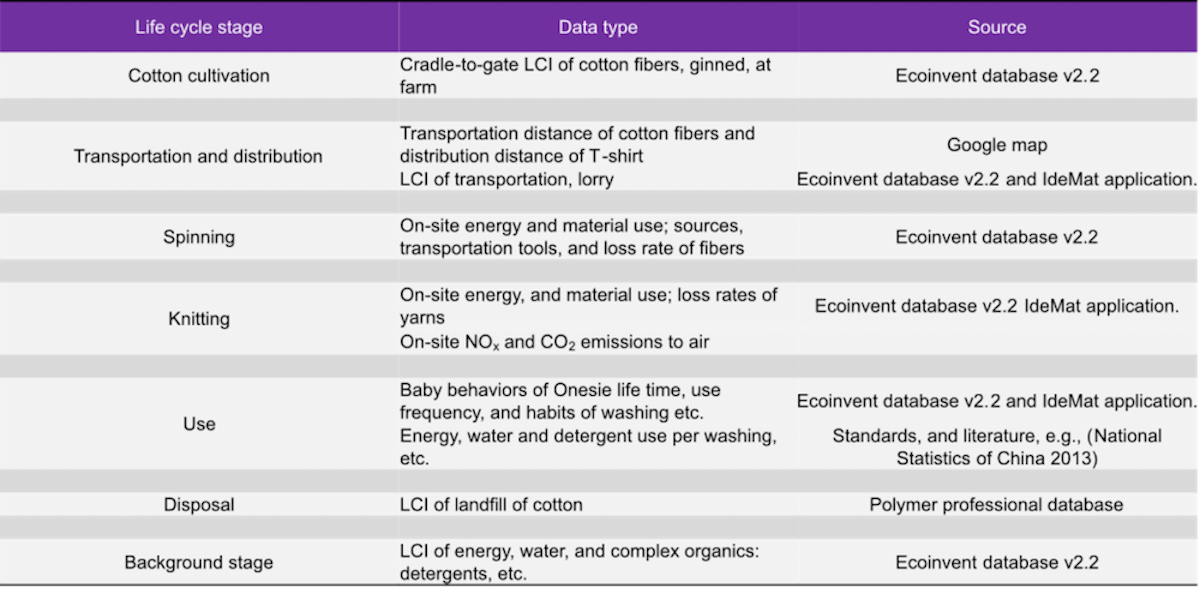 Life cycle stage
Data type
Source
Cotton cultivation
Cradle-to-gate LCI of cotton fibers, ginned, at
farm
Ecoinvent database v2.2
Transportation and distribution
Transportation distance of cotton fibers and
distribution distance of T-shirt
LCI of transportation, lorry
Google map
Ecoinvent database v2.2 and IdeMat application.
Spinning
On-site energy and material use; sources,
transportation tools, and loss rate of fibers
Ecoinvent database v2.2
Knitting
On-site energy, and material use; loss rates of
yarns
On-site NOₓ and CO₂ emissions to air
Ecoinvent database v2.2 IdeMat application.
Use
Baby behaviors of Onesie life time, use
frequency, and habits of washing etc.
Energy, water and detergent use per washing,
etc.
Ecoinvent database v2.2 and IdeMat application.
Standards, and literature, e.g., (National
Statistics of China 2013)
Disposal
LCI of landfill of cotton
Polymer professional database
Background stage
LCI of energy, water, and complex organics:
detergents, etc.
Ecoinvent database v2.2